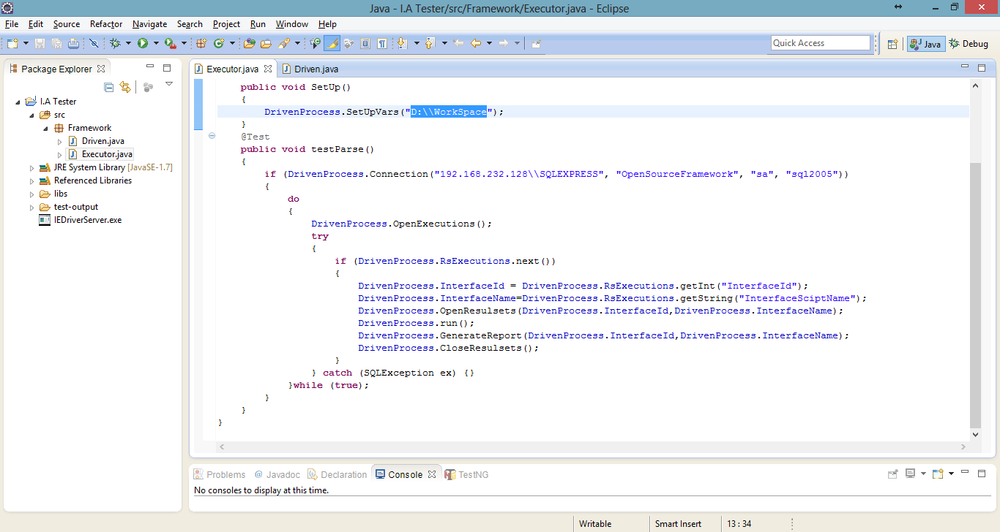 Java - I.A Tester/src/Framework/Executor.java - Eclipse
File Edit Source Refactor Navigate Search Project Run Window Help
Quick Access
Java
Debug
Package Explorer
I.A Tester
src
Framework
Driven.java
Executor.java
JRE System Library [JavaSE-1.7]
Referenced Libraries
libs
test-output
IEDriverServer.exe
Executor.java
Driven.java
public void SetUp()
{
DrivenProcess.SetUpVars("D:\\WorkSpace");
}
@Test
public void testParse()
{
if (DrivenProcess.Connection("192.168.232.128\\SQLEXPRESS", "OpenSourceFramework", "sa", "sql2005"))
{
do
{
DrivenProcess.OpenExecutions();
try
{
if (DrivenProcess.RsExecutions.next())
{
DrivenProcess.InterfaceId = DrivenProcess.RsExecutions.getInt("InterfaceId");
DrivenProcess.InterfaceName=DrivenProcess.RsExecutions.getString("InterfaceSciptName");
DrivenProcess.OpenResulsets(DrivenProcess.InterfaceId,DrivenProcess.InterfaceName);
DrivenProcess.run();
DrivenProcess.GenerateReport(DrivenProcess.InterfaceId,DrivenProcess.InterfaceName);
DrivenProcess.CloseResulsets();
}
} catch (SQLException ex) {}
}while (true);
}
}
}
Problems @ Javadoc Declaration Console TestNG
No consoles to display at this time.
Writable Smart Insert 13 : 34